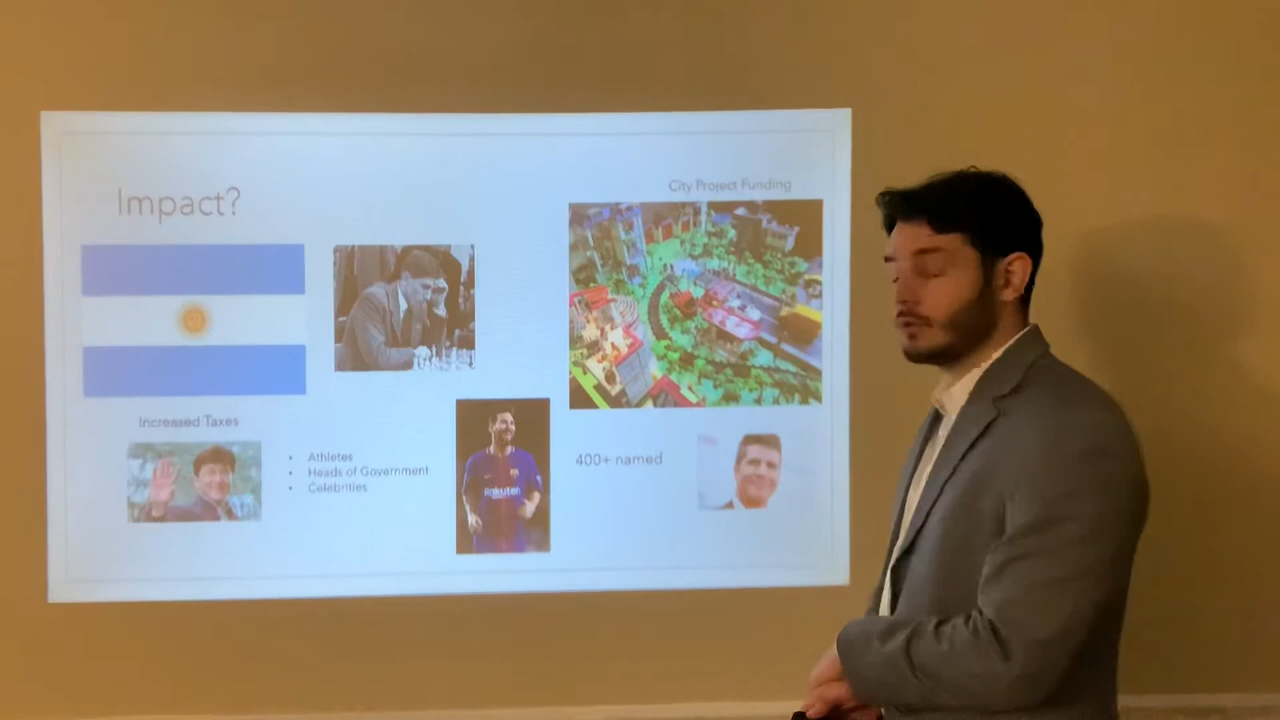 Impact?
City Project Funding
Increased Taxes
• Athletes
• Heads of Government
• Celebrities
Rakuten
400+ named